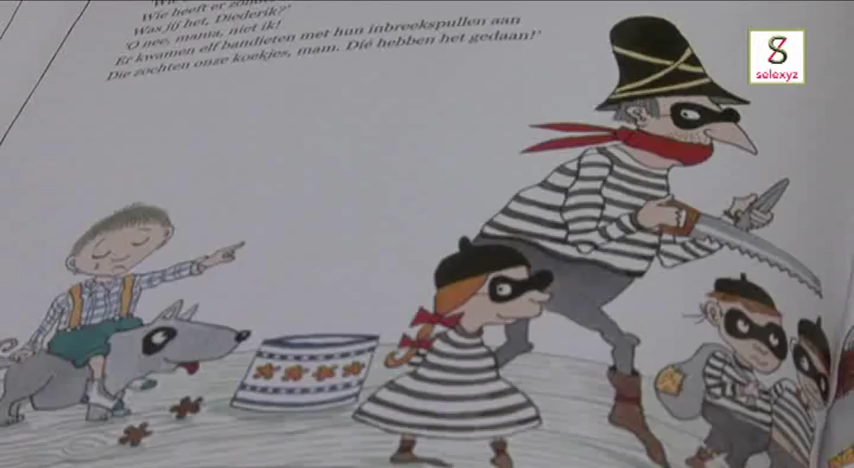 Wie heeft er zonder
Was jij het, Diederik?'
'O nee, mama, niet ik!
Er kwamen elf bandieten met hun inbreekspullen aan
Die zochten onze koekjes, mam. Díé hebben het gedaan!'
selexyz